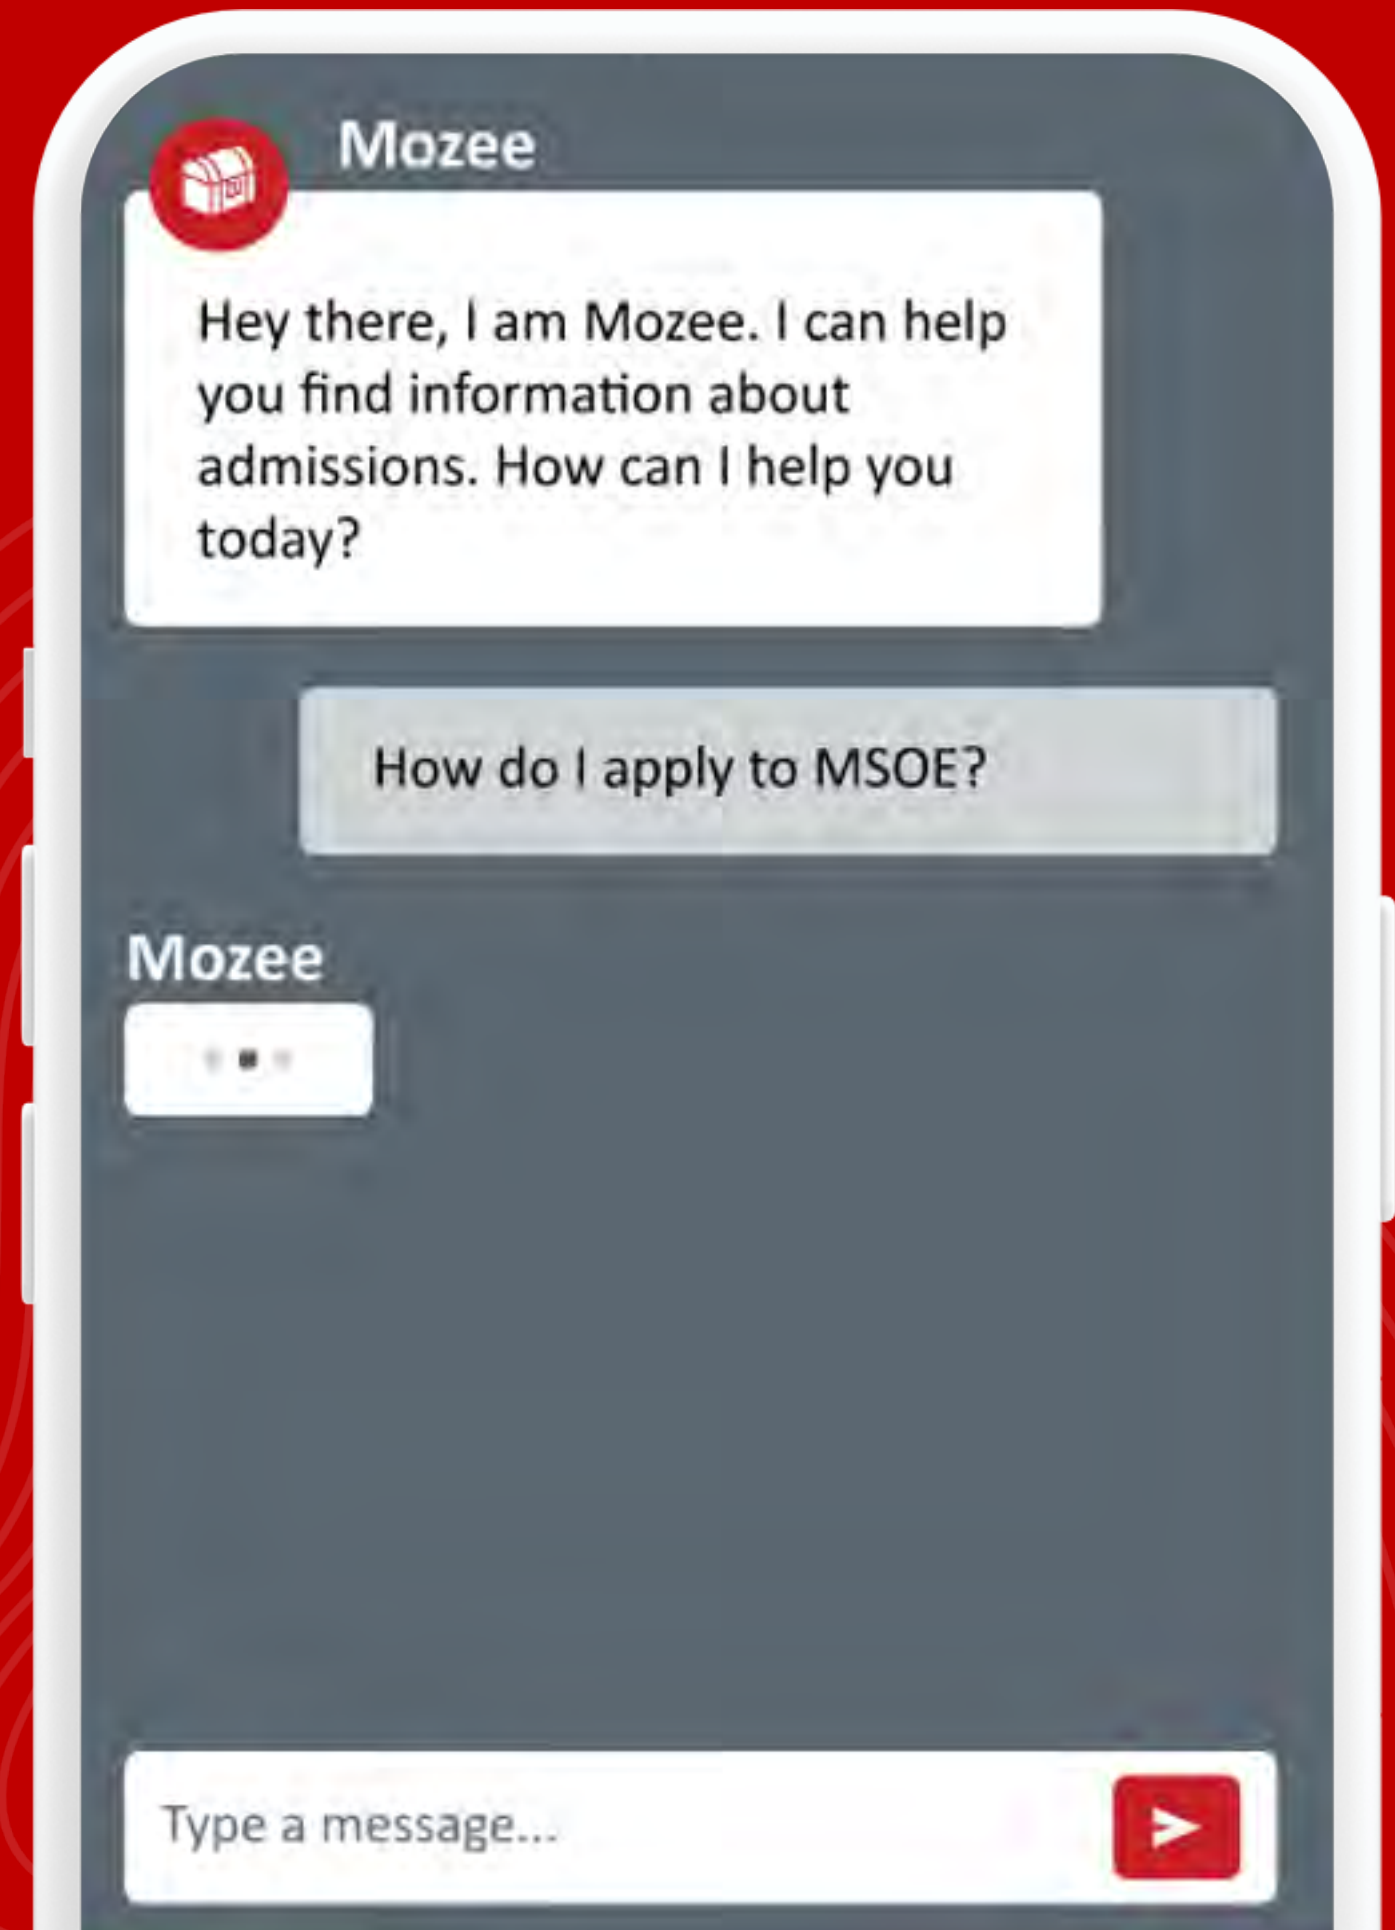 Mozee
Hey there, I am Mozee. I can help
you find information about
admissions. How can I help you
today?
How do I apply to MSOE?
Mozee
Type a message...